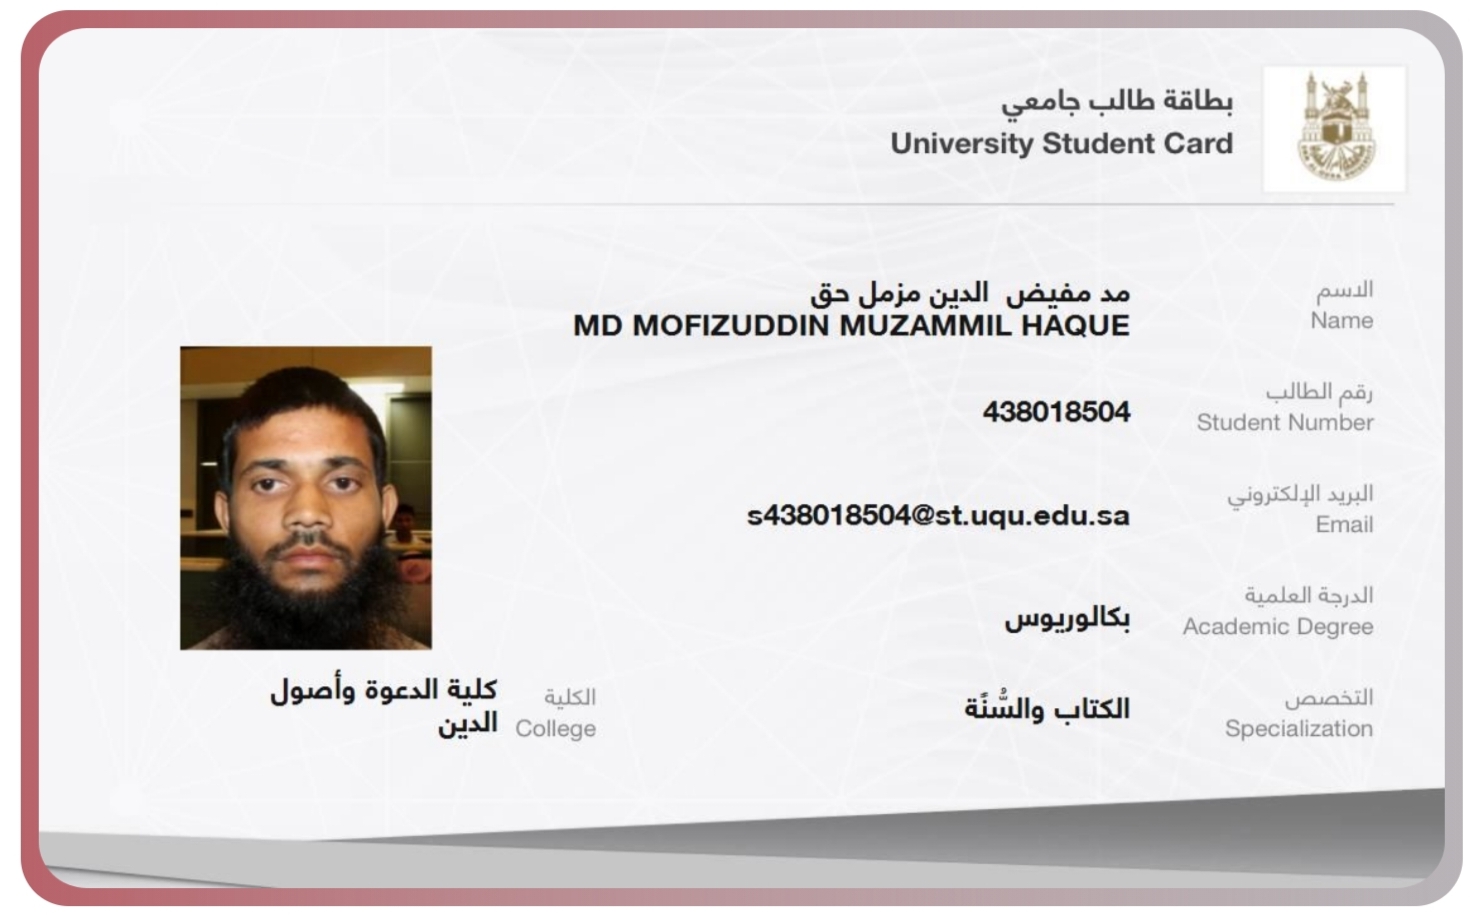 بطاقة طالب جامعي
University Student Card
الاسم
Name
مد مفيض الدين مزمل حق
MD MOFIZUDDIN MUZAMMIL HAQUE
رقم الطالب
Student Number
438018504
البريد الإلكتروني
Email
s438018504@st.uqu.edu.sa
الدرجة العلمية
Academic Degree
بكالوريوس
التخصص
Specialization
الكتاب والسُّنَّة
الكلية
College
كلية الدعوة وأصول
الدين